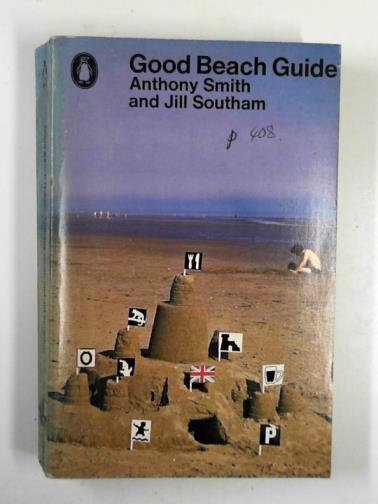 Good Beach Guide
Anthony Smith
and Jill Southam
p 408.
P